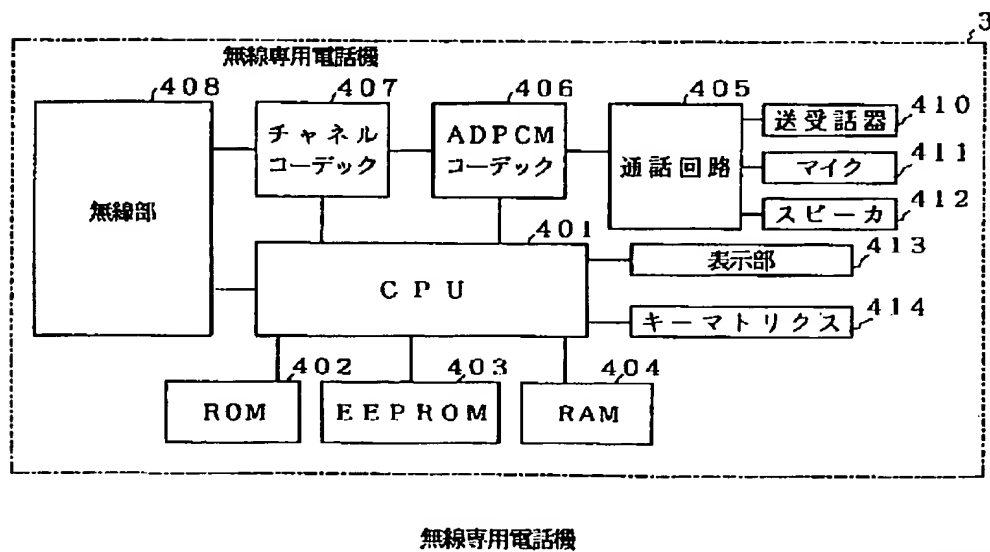 3
無線専用電話機
408
407
406
405
410
送受話器
チャネル
コーデック
ADPCM
コーデック
通話回路
411
マイク
無線部
412
スピーカ
401
413
表示部
CPU
414
キーマトリクス
402
403
404
ROM
EEPROM
RAM
無線専用電話機